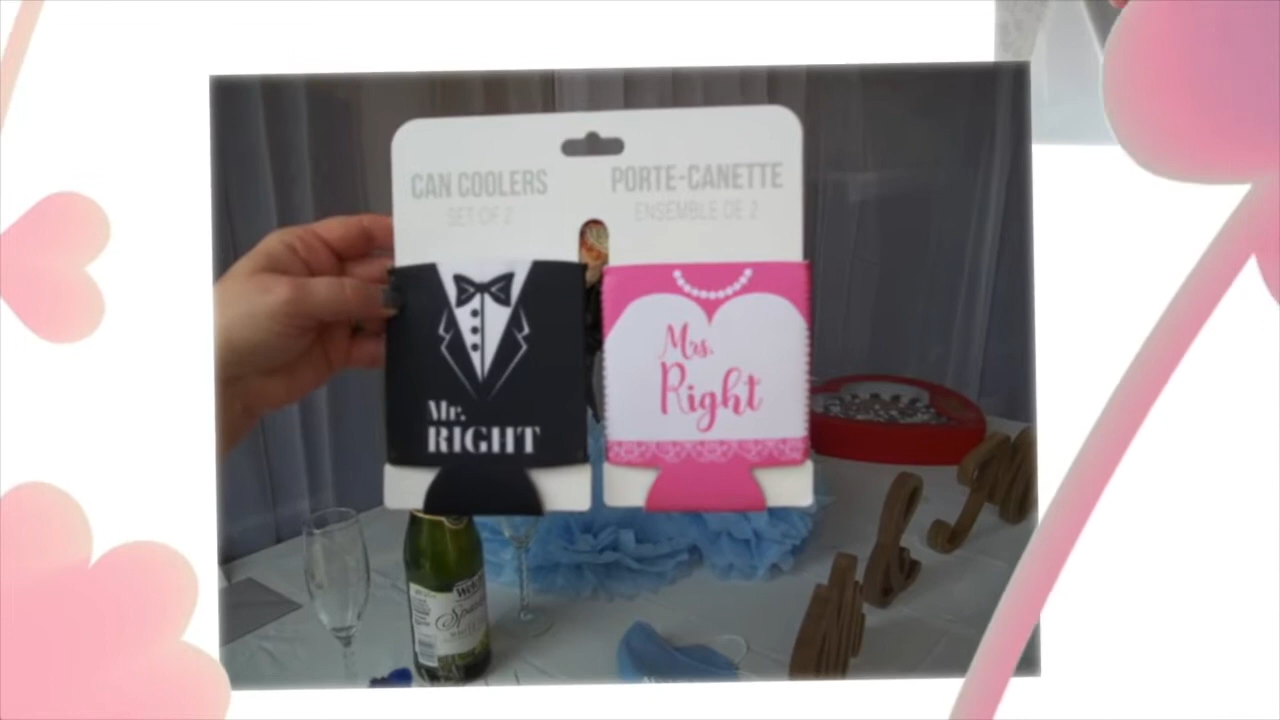 CAN COOLERS
SET OF 2
PORTE-CANETTE
ENSEMBLE DE 2
Mr.
RIGHT
Mrs.
Right